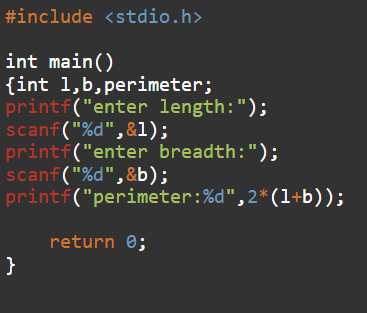 #include <stdio.h>
int main()
{int l,b,perimeter;
printf("enter length:");
scanf("%d",&l);
printf("enter breadth:");
scanf("%d",&b);
printf("perimeter:%d",2*(l+b));
return 0;
}